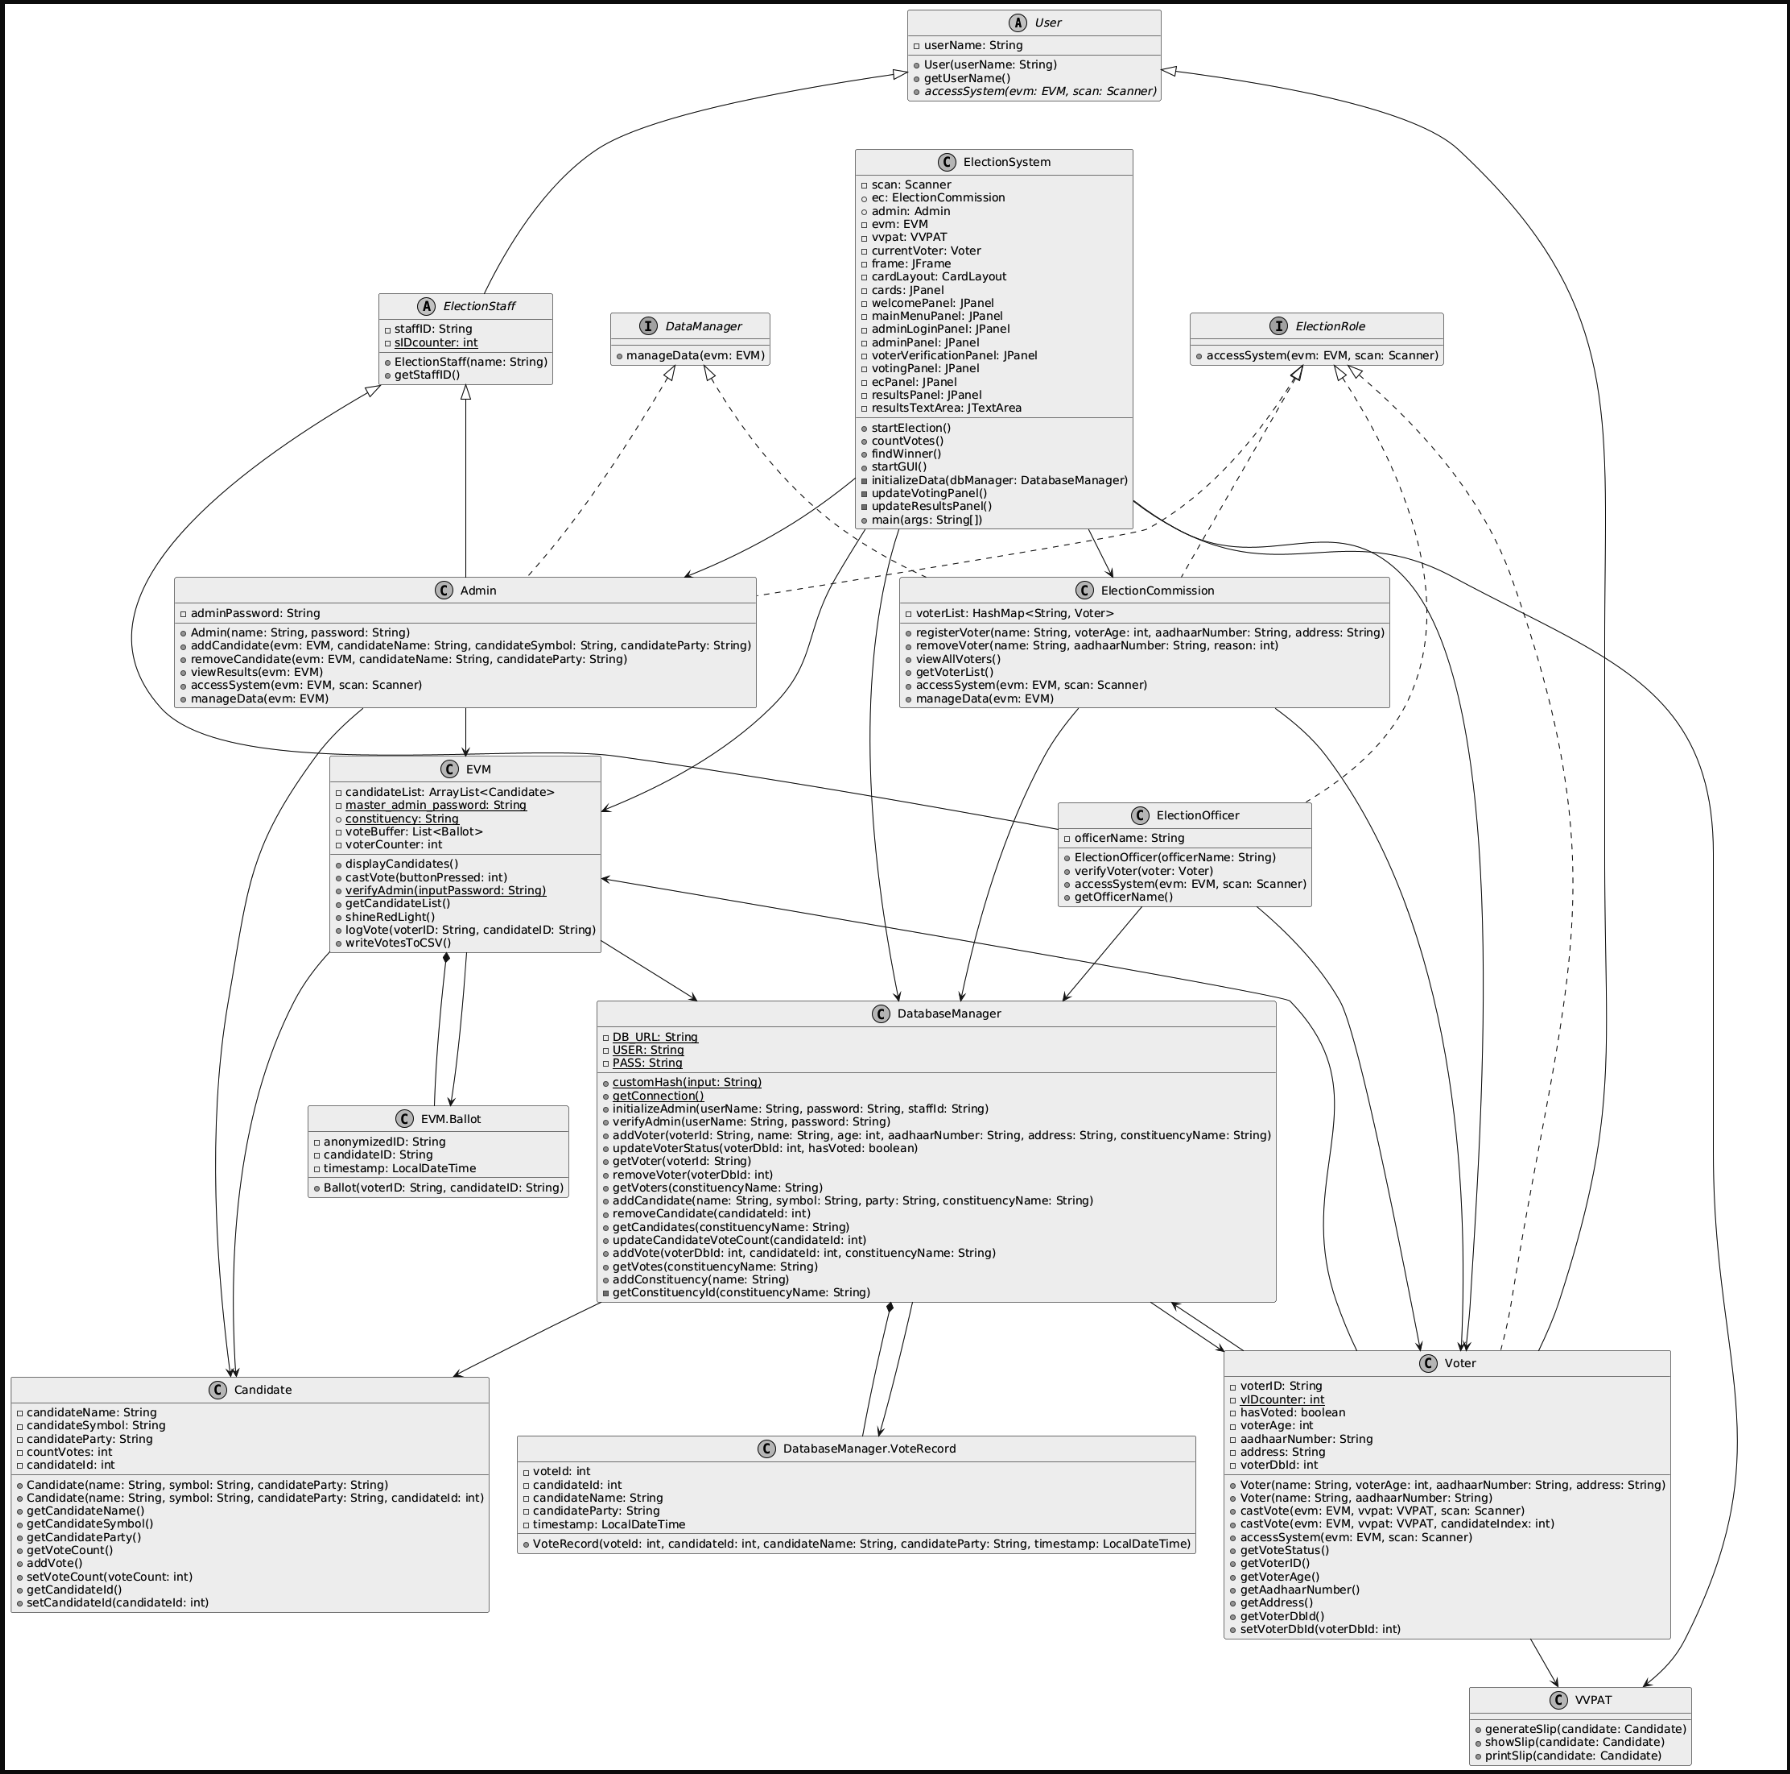 A User
userName: String
User(userName: String)
getUserName()
accessSystem(evm: EVM, scan: Scanner)
C ElectionSystem
scan: Scanner
ec: ElectionCommission
admin: Admin
evm: EVM
vvpat: VVPAT
currentVoter: Voter
frame: JFrame
cardLayout: CardLayout
cards: JPanel
welcomePanel: JPanel
mainMenuPanel: JPanel
adminLoginPanel: JPanel
adminPanel: JPanel
voterVerificationPanel: JPanel
votingPanel: JPanel
ecPanel: JPanel
resultsPanel: JPanel
resultsTextArea: JTextArea
startElection()
countVotes()
findWinner()
startGUI()
initializeData(dbManager: DatabaseManager)
updateVotingPanel()
updateResultsPanel()
main(args: String[])
A ElectionStaff
staffID: String
sIDcounter: int
ElectionStaff(name: String)
getStaffID()
I DataManager
manageData(evm: EVM)
I ElectionRole
accessSystem(evm: EVM, scan: Scanner)
C Admin
adminPassword: String
Admin(name: String, password: String)
addCandidate(evm: EVM, candidateName: String, candidateSymbol: String, candidateParty: String)
removeCandidate(evm: EVM, candidateName: String, candidateParty: String)
viewResults(evm: EVM)
accessSystem(evm: EVM, scan: Scanner)
manageData(evm: EVM)
C ElectionCommission
voterList: HashMap<String, Voter>
registerVoter(name: String, voterAge: int, aadhaarNumber: String, address: String)
removeVoter(name: String, aadhaarNumber: String, reason: int)
viewAllVoters()
getVoterList()
accessSystem(evm: EVM, scan: Scanner)
manageData(evm: EVM)
C EVM
candidateList: ArrayList<Candidate>
master_admin_password: String
constituency: String
voteBuffer: List<Ballot>
voterCounter: int
displayCandidates()
castVote(buttonPressed: int)
verifyAdmin(inputPassword: String)
getCandidateList()
shineRedLight()
logVote(voterID: String, candidateID: String)
writeVotesToCSV()
C ElectionOfficer
officerName: String
ElectionOfficer(officerName: String)
verifyVoter(voter: Voter)
accessSystem(evm: EVM, scan: Scanner)
getOfficerName()
C DatabaseManager
DB_URL: String
USER: String
PASS: String
customHash(input: String)
getConnection()
initializeAdmin(userName: String, password: String, staffId: String)
verifyAdmin(userName: String, password: String)
addVoter(voterId: String, name: String, age: int, aadhaarNumber: String, address: String, constituencyName: String)
updateVoterStatus(voterDbId: int, hasVoted: boolean)
getVoter(voterId: String)
removeVoter(voterDbId: int)
getVoters(constituencyName: String)
addCandidate(name: String, symbol: String, party: String, constituencyName: String)
removeCandidate(candidateId: int)
getCandidates(constituencyName: String)
updateCandidateVoteCount(candidateId: int)
addVote(voterDbId: int, candidateId: int, constituencyName: String)
getVotes(constituencyName: String)
addConstituency(name: String)
getConstituencyId(constituencyName: String)
C EVM.Ballot
anonymizedID: String
candidateID: String
timestamp: LocalDateTime
Ballot(voterID: String, candidateID: String)
C Candidate
candidateName: String
candidateSymbol: String
candidateParty: String
countVotes: int
candidateId: int
Candidate(name: String, symbol: String, candidateParty: String)
Candidate(name: String, symbol: String, candidateParty: String, candidateId: int)
getCandidateName()
getCandidateSymbol()
getCandidateParty()
getVoteCount()
addVote()
setVoteCount(voteCount: int)
getCandidateId()
setCandidateId(candidateId: int)
C DatabaseManager.VoteRecord
voteId: int
candidateId: int
candidateName: String
candidateParty: String
timestamp: LocalDateTime
VoteRecord(voteId: int, candidateId: int, candidateName: String, candidateParty: String, timestamp: LocalDateTime)
C Voter
voterID: String
vIDcounter: int
hasVoted: boolean
voterAge: int
aadhaarNumber: String
address: String
voterDbId: int
Voter(name: String, voterAge: int, aadhaarNumber: String, address: String)
Voter(name: String, aadhaarNumber: String)
castVote(evm: EVM, vvpat: VVPAT, scan: Scanner)
castVote(evm: EVM, vvpat: VVPAT, candidateIndex: int)
accessSystem(evm: EVM, scan: Scanner)
getVoteStatus()
getVoterID()
getVoterAge()
getAadhaarNumber()
getAddress()
getVoterDbId()
setVoterDbId(voterDbId: int)
C VVPAT
generateSlip(candidate: Candidate)
showSlip(candidate: Candidate)
printSlip(candidate: Candidate)